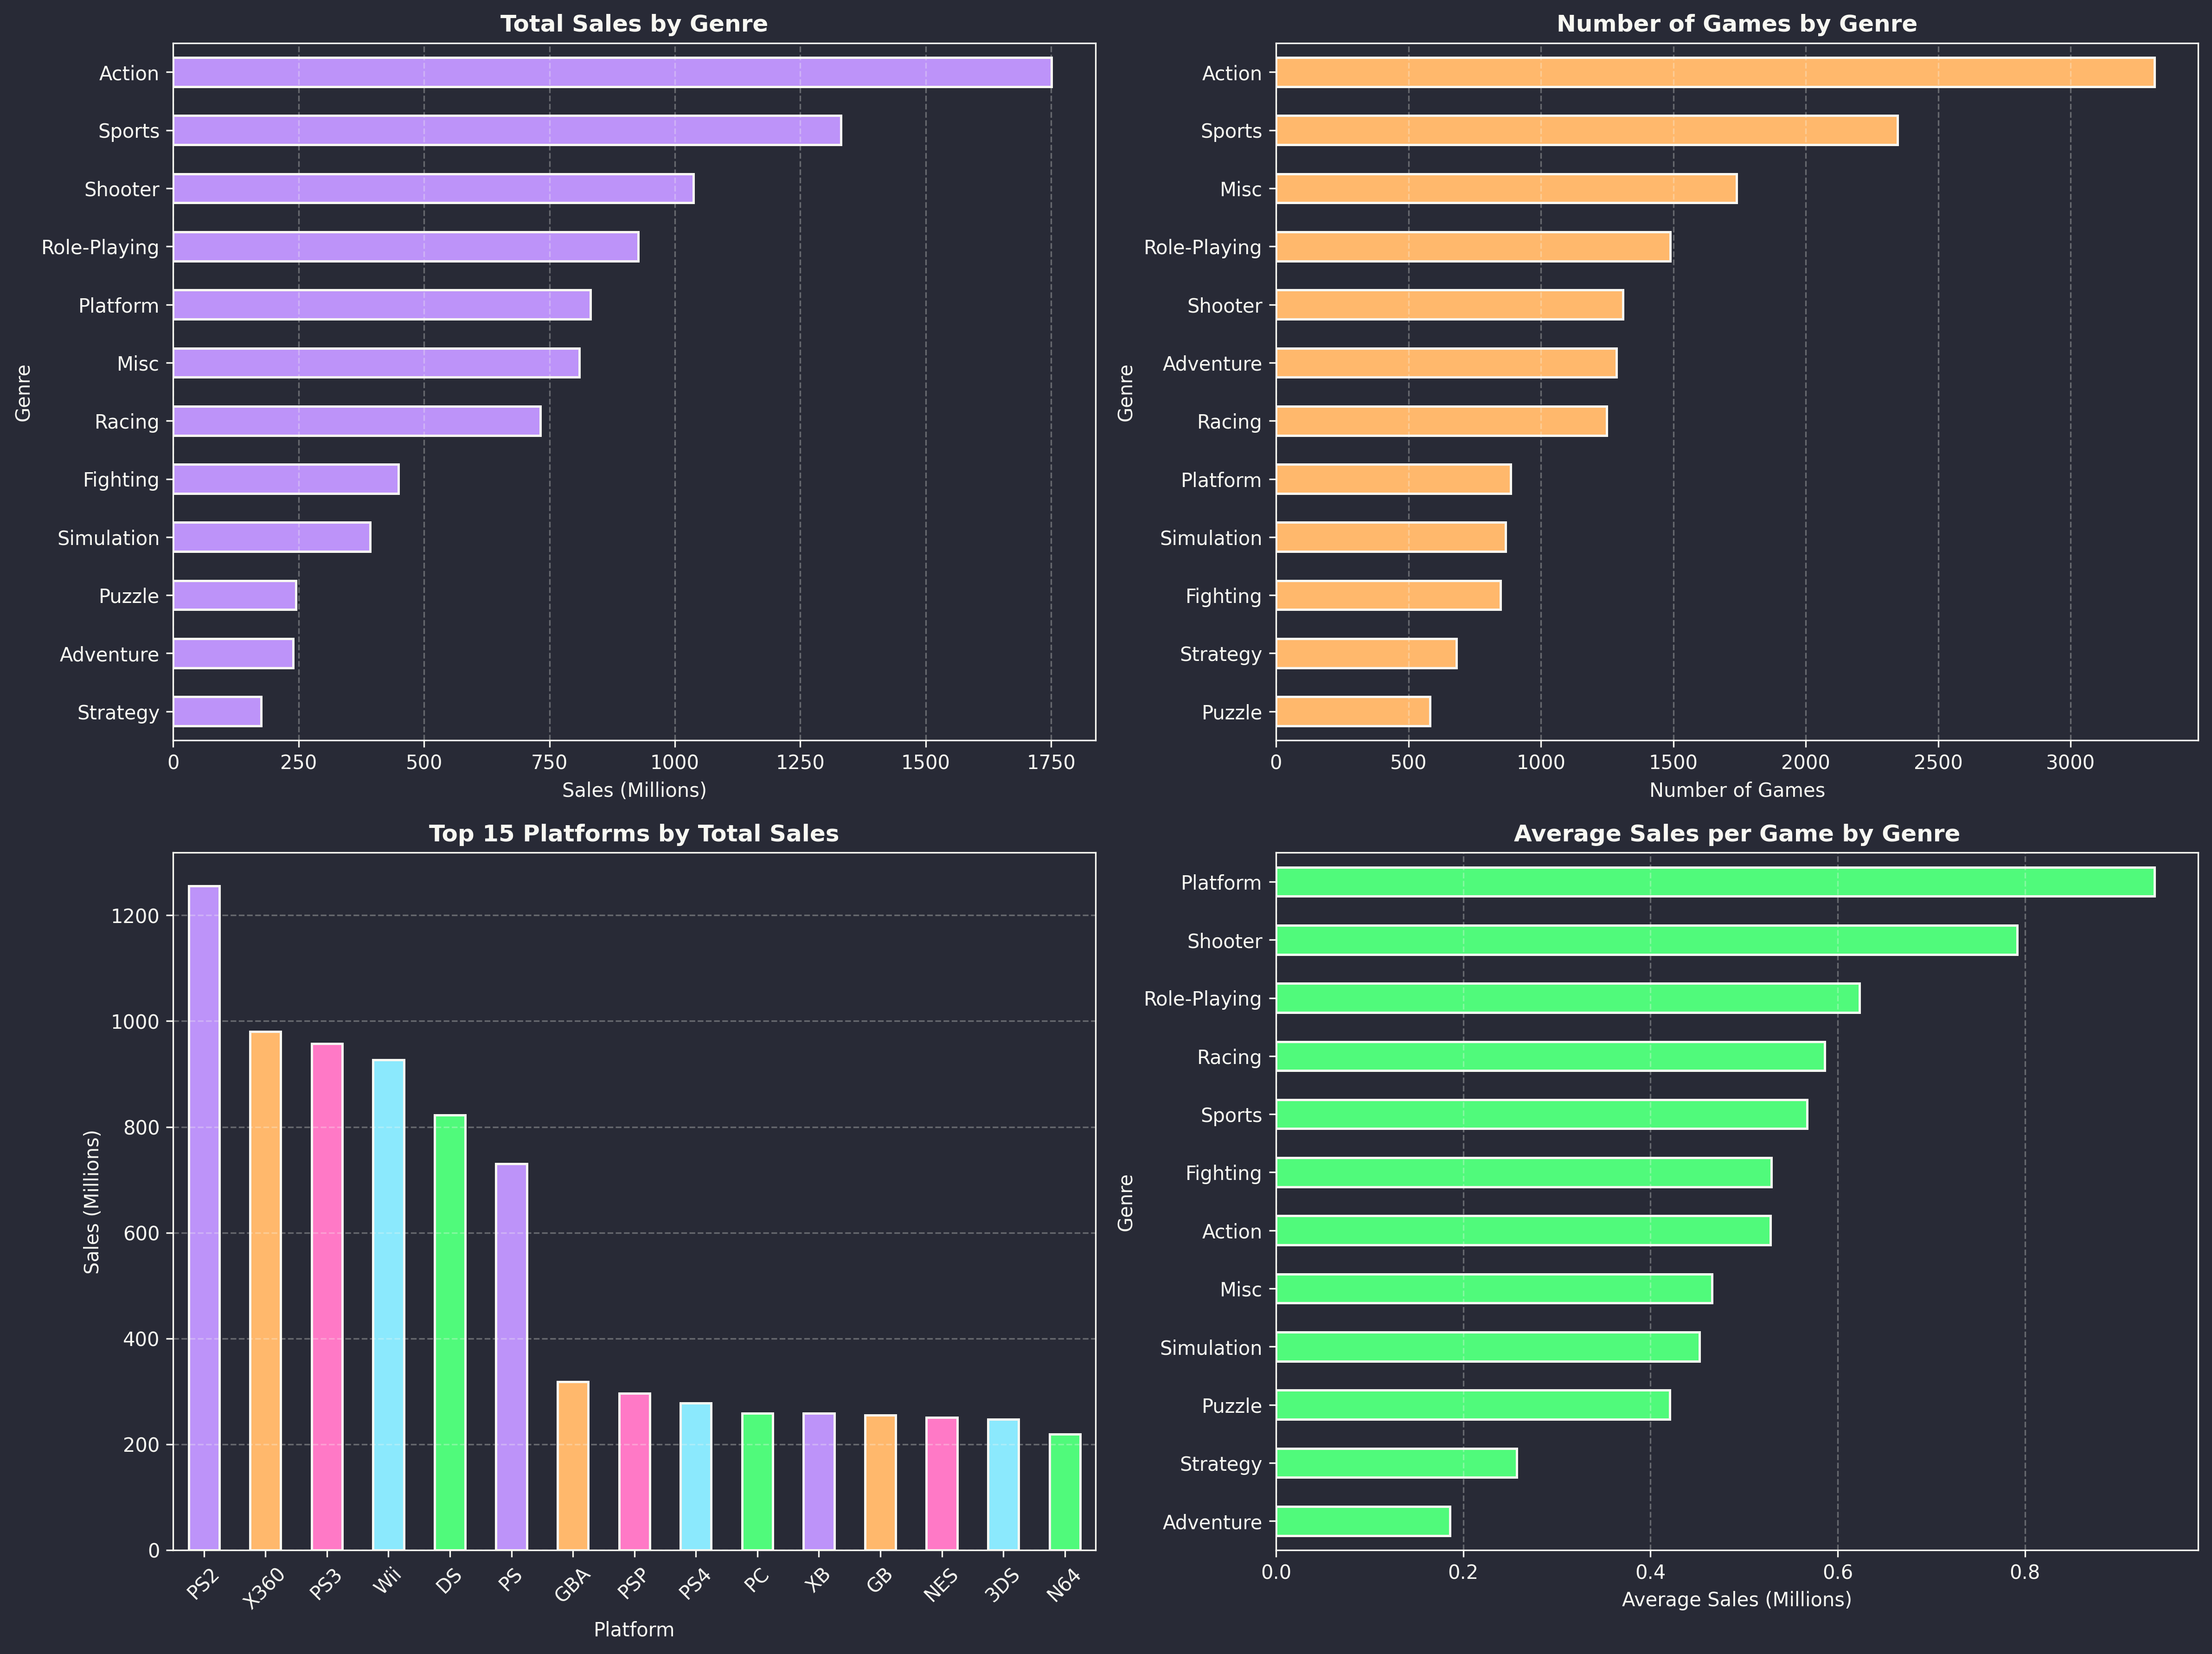 Total Sales by Genre
Genre
Action
Sports
Shooter
Role-Playing
Platform
Misc
Racing
Fighting
Simulation
Puzzle
Adventure
Strategy
0 250 500 750 1000 1250 1500 1750
Sales (Millions)
Number of Games by Genre
Genre
Action
Sports
Misc
Role-Playing
Shooter
Adventure
Racing
Platform
Simulation
Fighting
Strategy
Puzzle
0 500 1000 1500 2000 2500 3000
Number of Games
Top 15 Platforms by Total Sales
Sales (Millions)
1200
1000
800
600
400
200
0
PS2 X360 PS3 Wii DS PS GBA PSP PS4 PC XB GB NES 3DS N64
Platform
Average Sales per Game by Genre
Genre
Platform
Shooter
Role-Playing
Racing
Sports
Fighting
Action
Misc
Simulation
Puzzle
Strategy
Adventure
0.0 0.2 0.4 0.6 0.8
Average Sales (Millions)